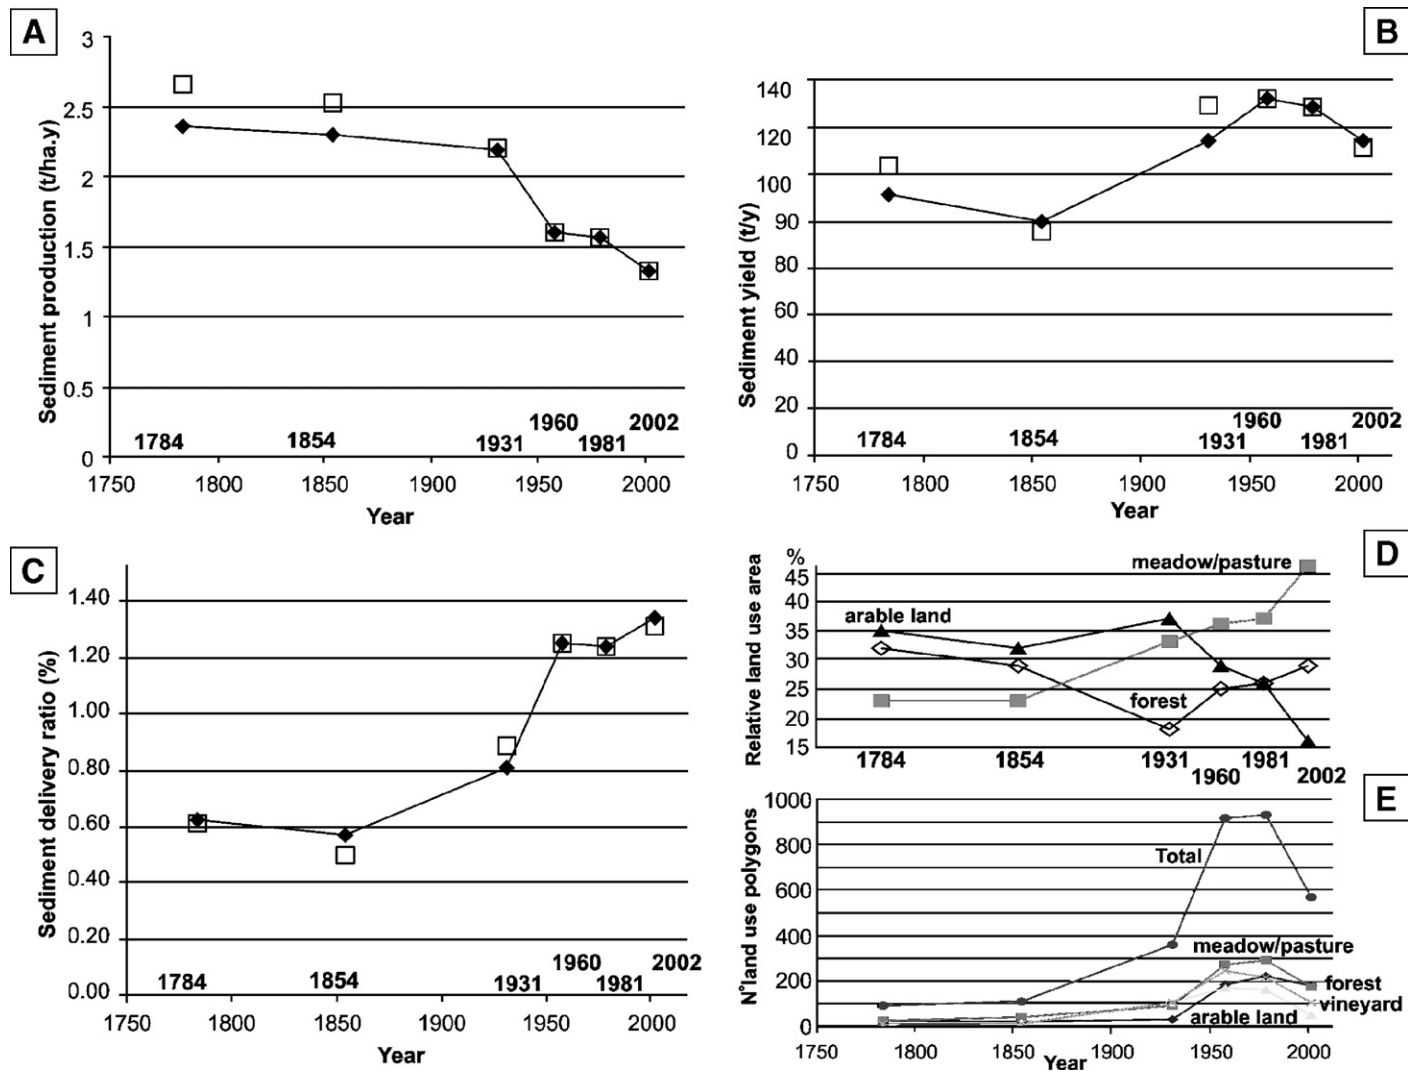 A
Sediment production (t/ha.y)
3
2.5
2
1.5
1
0.5
0
1784
1854
1931
1960
1981
2002
1750 1800 1850 1900 1950 2000
Year
B
Sediment yield (t/y)
140
120
100
90
80
60
40
20
0
1784
1854
1931
1960
1981
2002
1750 1800 1850 1900 1950 2000
Year
C
Sediment delivery ratio (%)
1.40
1.20
1.00
0.80
0.60
0.40
0.20
0.00
1784
1854
1931
1960
1981
2002
1750 1800 1850 1900 1950 2000
Year
D
Relative land use area
%
45
40
35
30
25
20
15
meadow/pasture
arable land
forest
1784
1854
1931
1960
1981
2002
E
N°land use polygons
1000
800
600
400
200
0
Total
meadow/pasture
forest
vineyard
arable land
1750 1800 1850 1900 1950 2000
Year